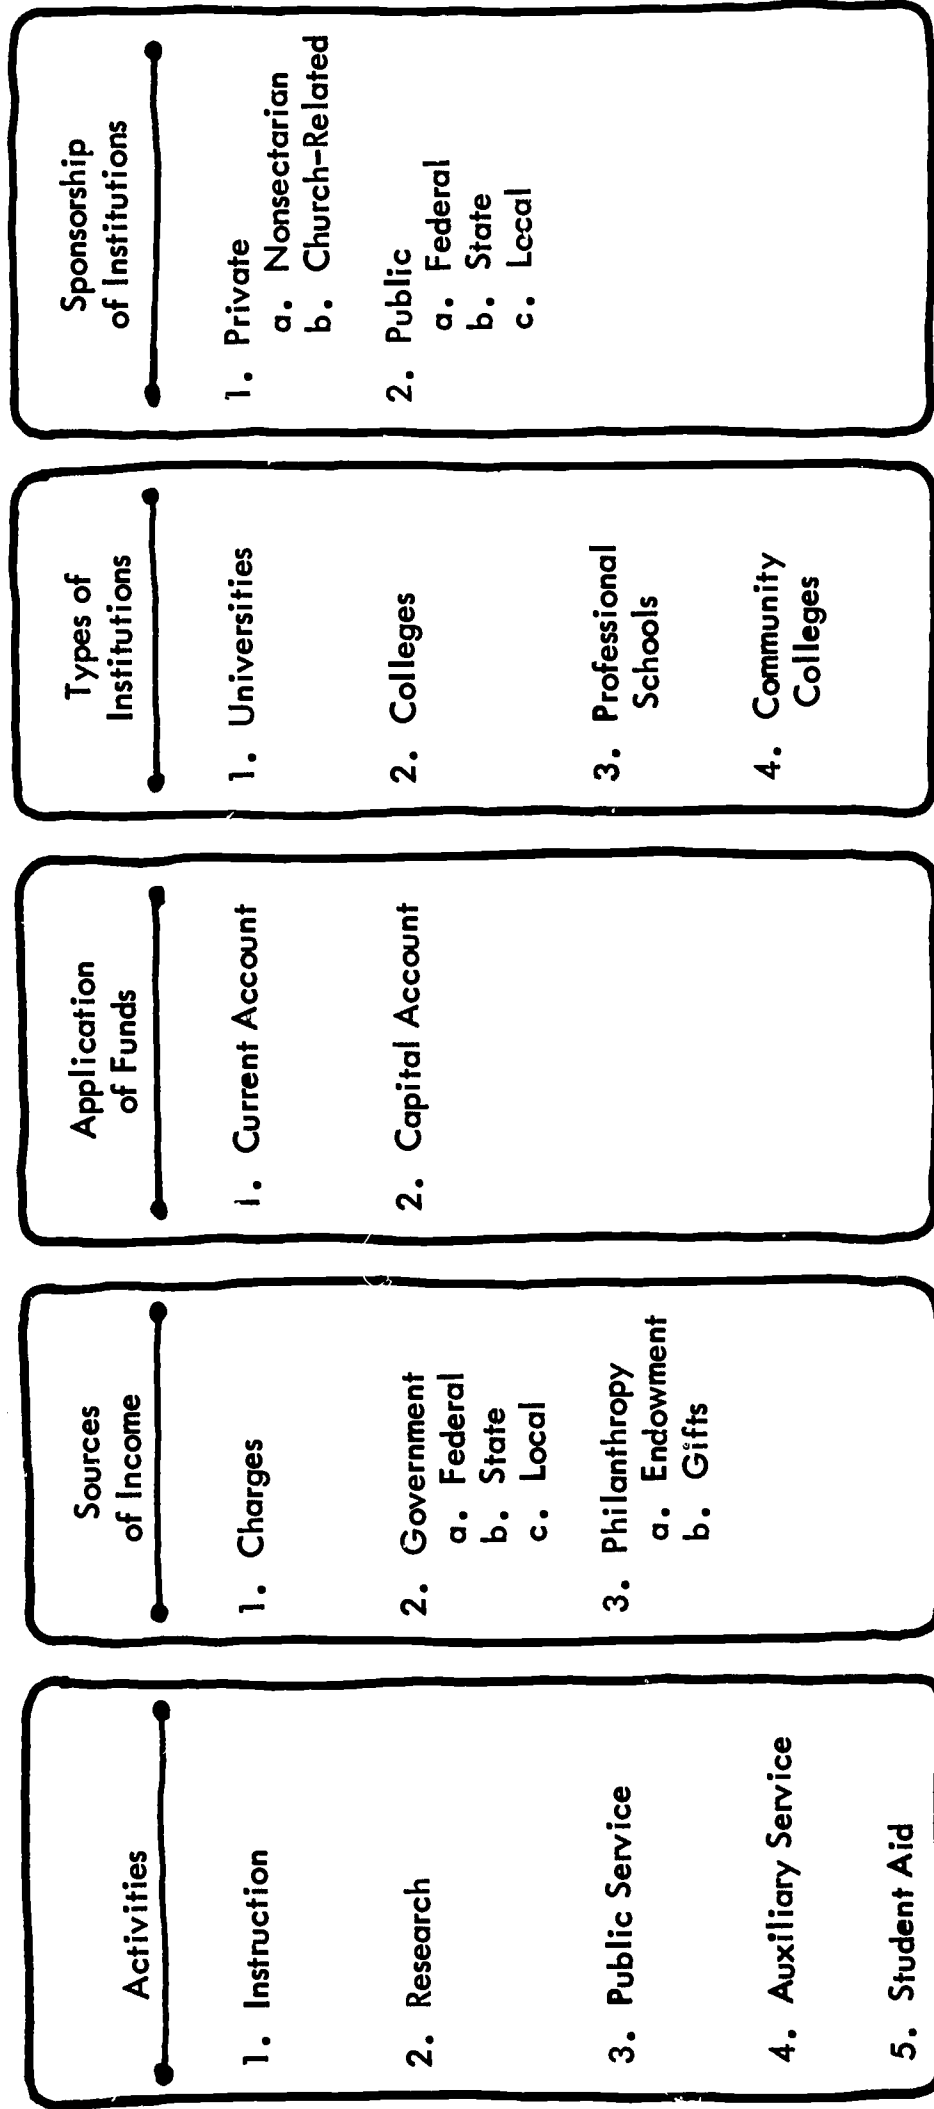 Activities
1. Instruction
2. Research
3. Public Service
4. Auxiliary Service
5. Student Aid
Sources
of Income
1. Charges
2. Government
a. Federal
b. State
c. Local
3. Philanthropy
a. Endowment
b. Gifts
Application
of Funds
1. Current Account
2. Capital Account
Types of
Institutions
1. Universities
2. Colleges
3. Professional
Schools
4. Community
Colleges
Sponsorship
of Institutions
1. Private
a. Nonsectarian
b. Church-Related
2. Public
a. Federal
b. State
c. Local